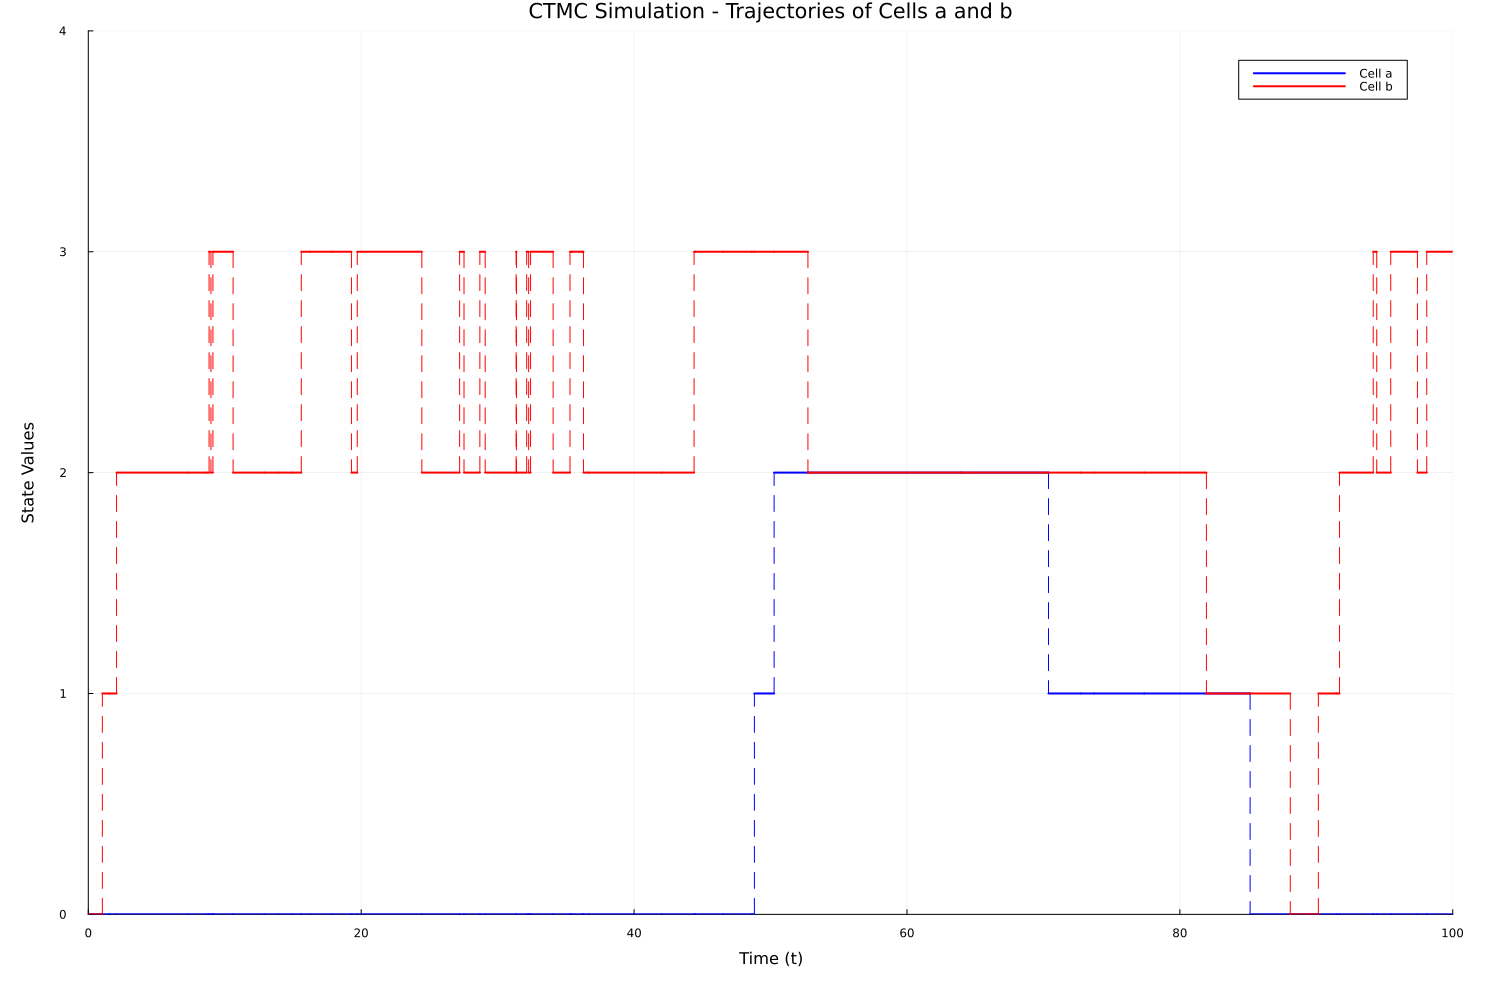 CTMC Simulation - Trajectories of Cells a and b
Cell a
Cell b
State Values
4
3
2
1
0
0 20 40 60 80 100
Time (t)